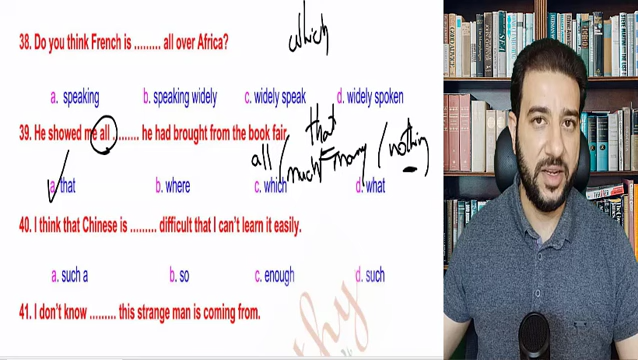 38. Do you think French is ......... all over Africa?
which
a. speaking b. speaking widely c. widely speak d. widely spoken
39. He showed me all ......... he had brought from the book fair.
that
all / much many / nothing
a. that b. where c. which d. what
40. I think that Chinese is ......... difficult that I can't learn it easily.
a. such a b. so c. enough d. such
41. I don't know ......... this strange man is coming from.